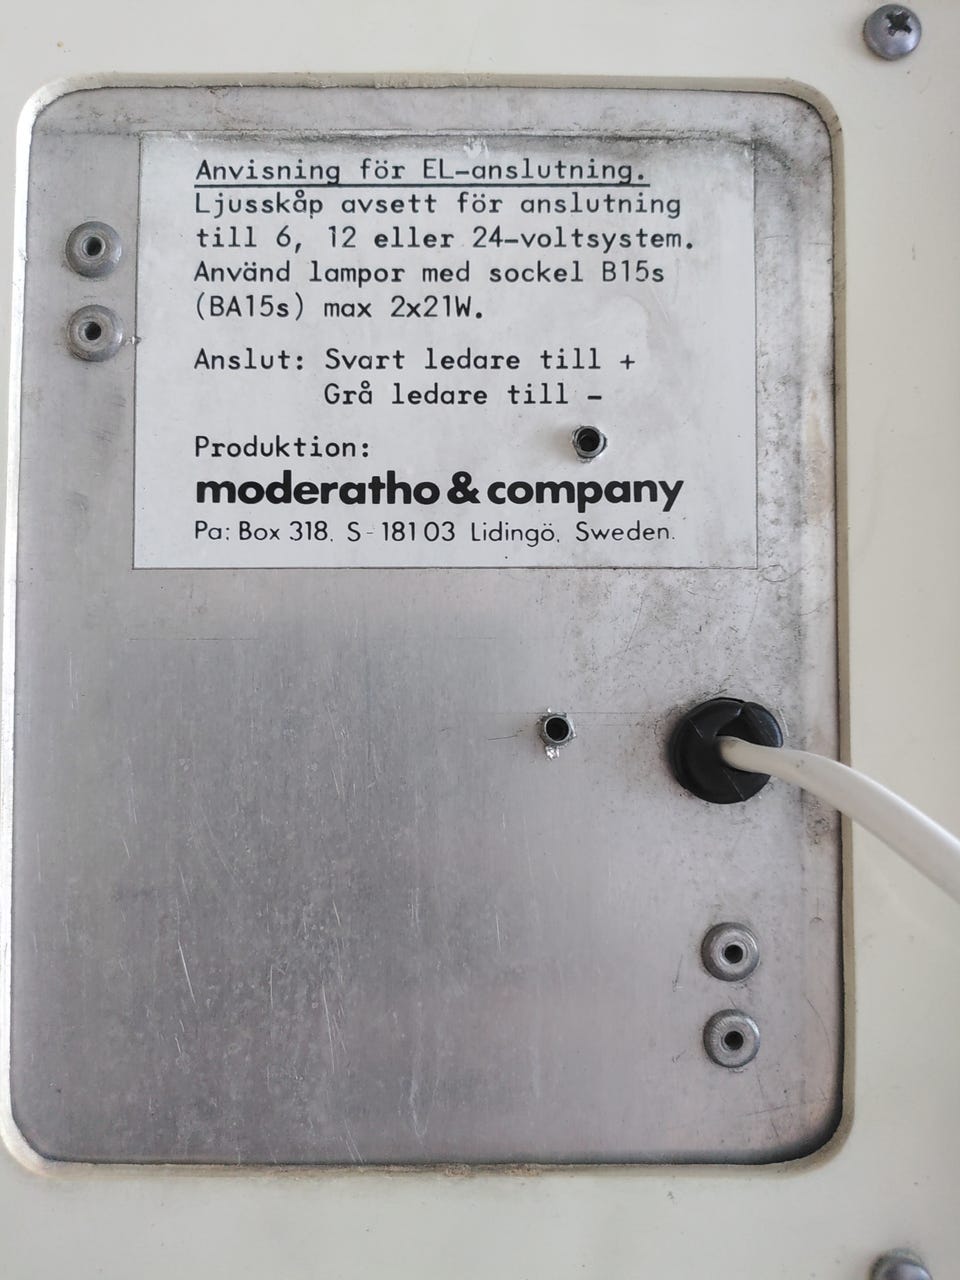 Anvisning för EL-anslutning.
Ljusskåp avsett för anslutning
till 6, 12 eller 24-voltsystem.
Använd lampor med sockel B15s
(BA15s) max 2x21W.
Anslut: Svart ledare till +
Grå ledare till -
Produktion:
moderatho & company
Pa: Box 318. S-181 03 Lidingö. Sweden.